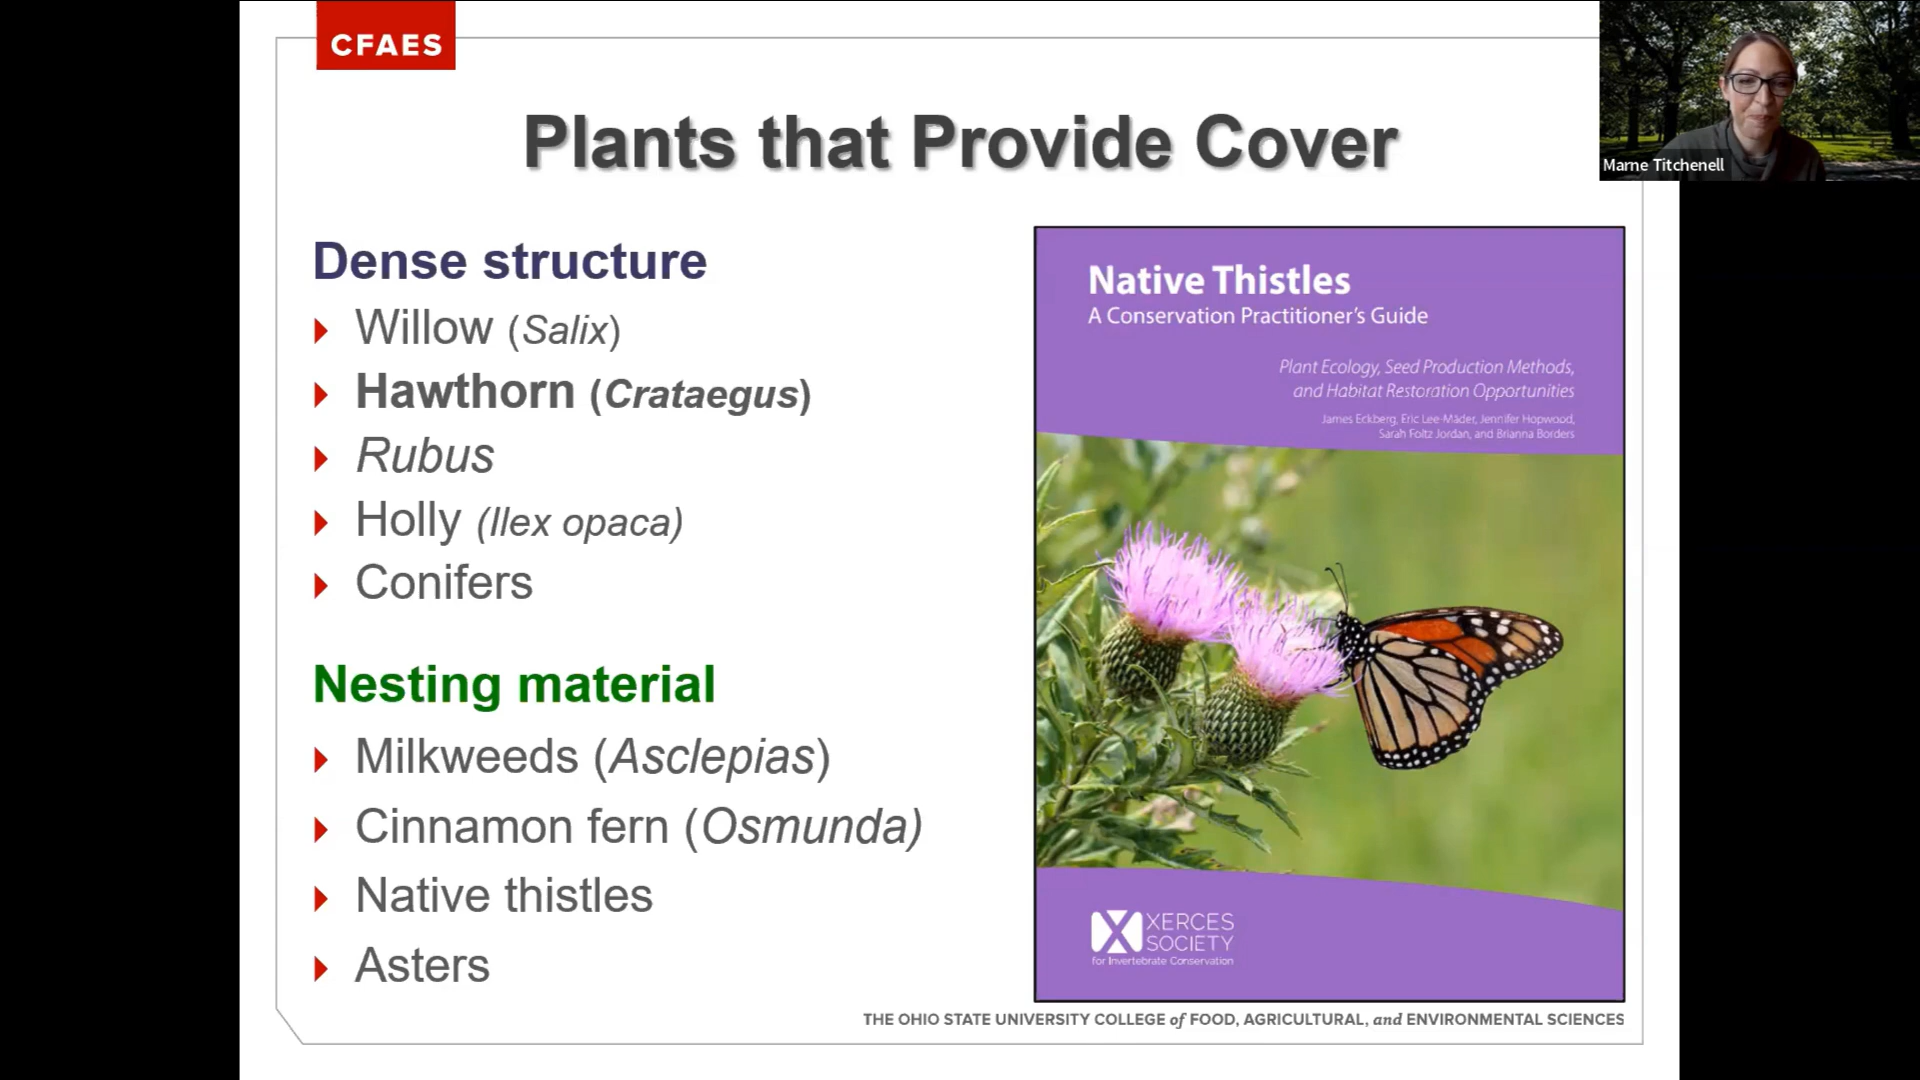 CFAES
Plants that Provide Cover
Marne Titchenell
Dense structure
Willow (Salix)
Hawthorn (Crataegus)
Rubus
Holly (Ilex opaca)
Conifers
Nesting material
Milkweeds (Asclepias)
Cinnamon fern (Osmunda)
Native thistles
Asters
Native Thistles
A Conservation Practitioner's Guide
Plant Ecology, Seed Production Methods,
and Habitat Restoration Opportunities
James Eckberg, Eric Lee-Mäder, Jennifer Hopwood,
Sarah Foltz Jordan, and Brianna Borders
XERCES
SOCIETY
for Invertebrate Conservation
THE OHIO STATE UNIVERSITY COLLEGE of FOOD, AGRICULTURAL, and ENVIRONMENTAL SCIENCES